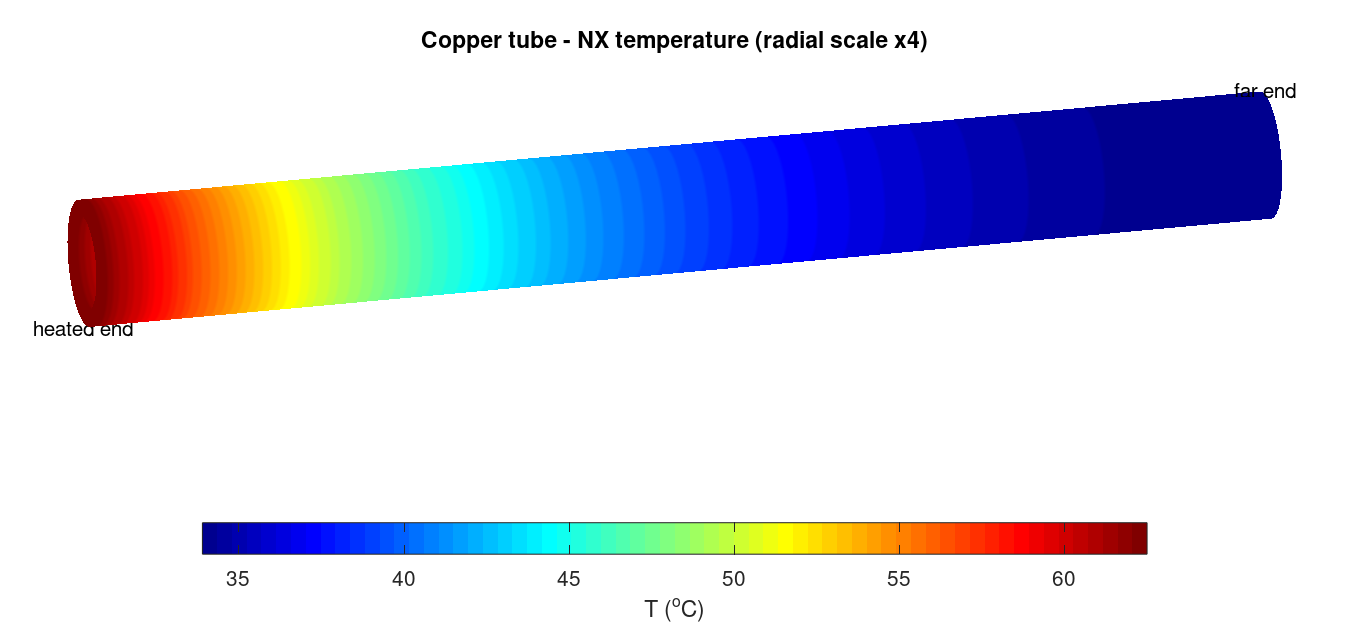 Copper tube - NX temperature (radial scale x4)
far end
heated end
35 40 45 50 55 60
T (°C)